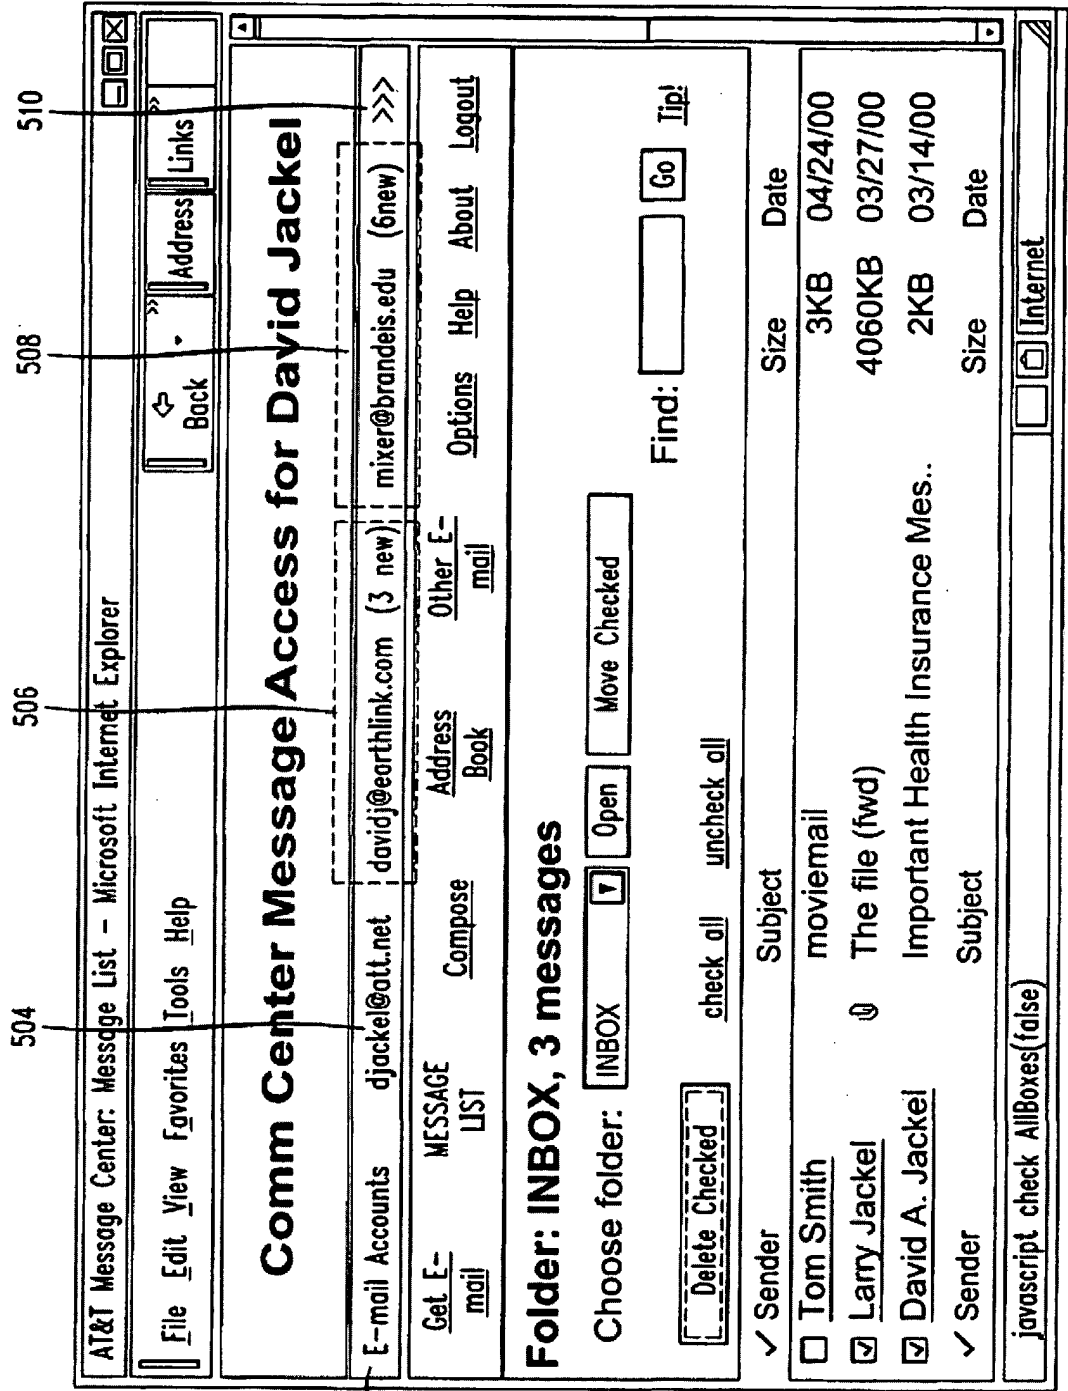 504 506 508 510
AT&T Message Center: Message List – Microsoft Internet Explorer
File Edit View Favorites Tools Help
Back
Address
Links
Comm Center Message Access for David Jackel
E-mail Accounts djackel@att.net davidj@earthlink.com (3 new) mixer@brandeis.edu (6new) >>>
Get E-mail MESSAGE LIST Compose Address Book Other E-mail Options Help About Logout
Folder: INBOX, 3 messages
Choose folder: INBOX Open Move Checked Find: Go Tip!
Delete Checked check all uncheck all
✓ Sender Subject Size Date
Tom Smith moviemail 3KB 04/24/00
Larry Jackel The file (fwd) 4060KB 03/27/00
David A. Jackel Important Health Insurance Mes.. 2KB 03/14/00
✓ Sender Subject Size Date
javascript check AllBoxes(false) Internet